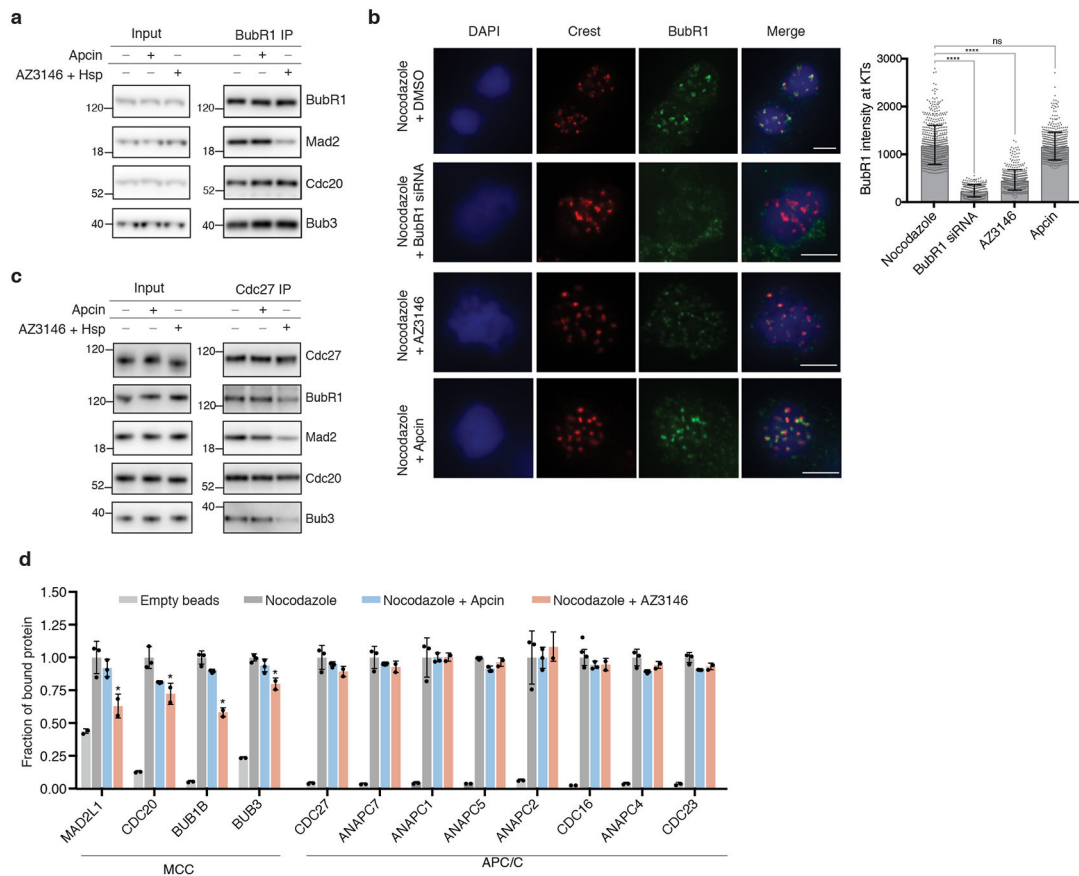 a
Input BubR1 IP
Apcin – + – – + –
AZ3146 + Hsp – – + – – +
120 120 BubR1
18 18 Mad2
52 52 Cdc20
40 40 Bub3
b
DAPI Crest BubR1 Merge
Nocodazole
+ DMSO
Nocodazole
+ BubR1 siRNA
Nocodazole
+ AZ3146
Nocodazole
+ Apcin
BubR1 intensity at KTs
3000
2000
1000
0
ns
****
****
Nocodazole
BubR1 siRNA
AZ3146
Apcin
c
Input Cdc27 IP
Apcin – + – – + –
AZ3146 + Hsp – – + – – +
120 120 Cdc27
120 120 BubR1
18 18 Mad2
52 52 Cdc20
40 40 Bub3
d
Fraction of bound protein
1.50
1.25
1.00
0.75
0.50
0.25
0.00
Empty beads Nocodazole Nocodazole + Apcin Nocodazole + AZ3146
* * * *
MAD2L1 CDC20 BUB1B BUB3 CDC27 ANAPC7 ANAPC1 ANAPC5 ANAPC2 CDC16 ANAPC4 CDC23
MCC APC/C